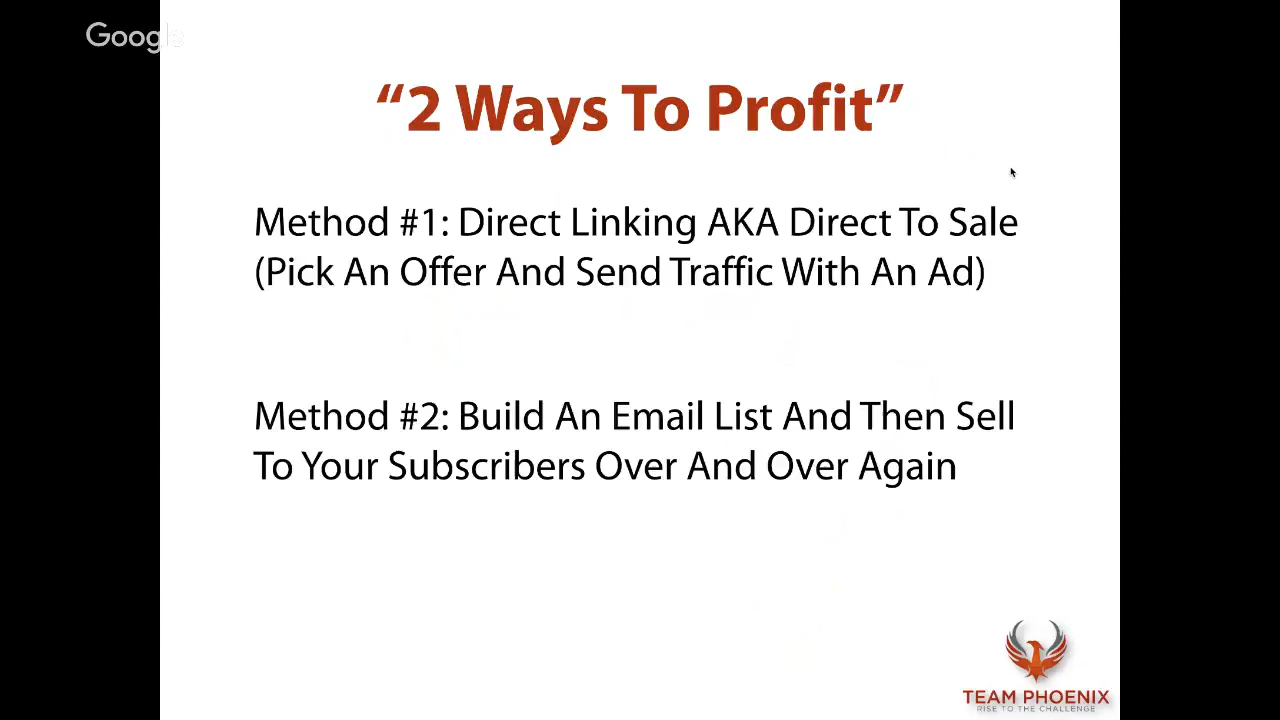 Google
“2 Ways To Profit”
Method #1: Direct Linking AKA Direct To Sale
(Pick An Offer And Send Traffic With An Ad)
Method #2: Build An Email List And Then Sell
To Your Subscribers Over And Over Again
TEAM PHOENIX
RISE TO THE CHALLENGE